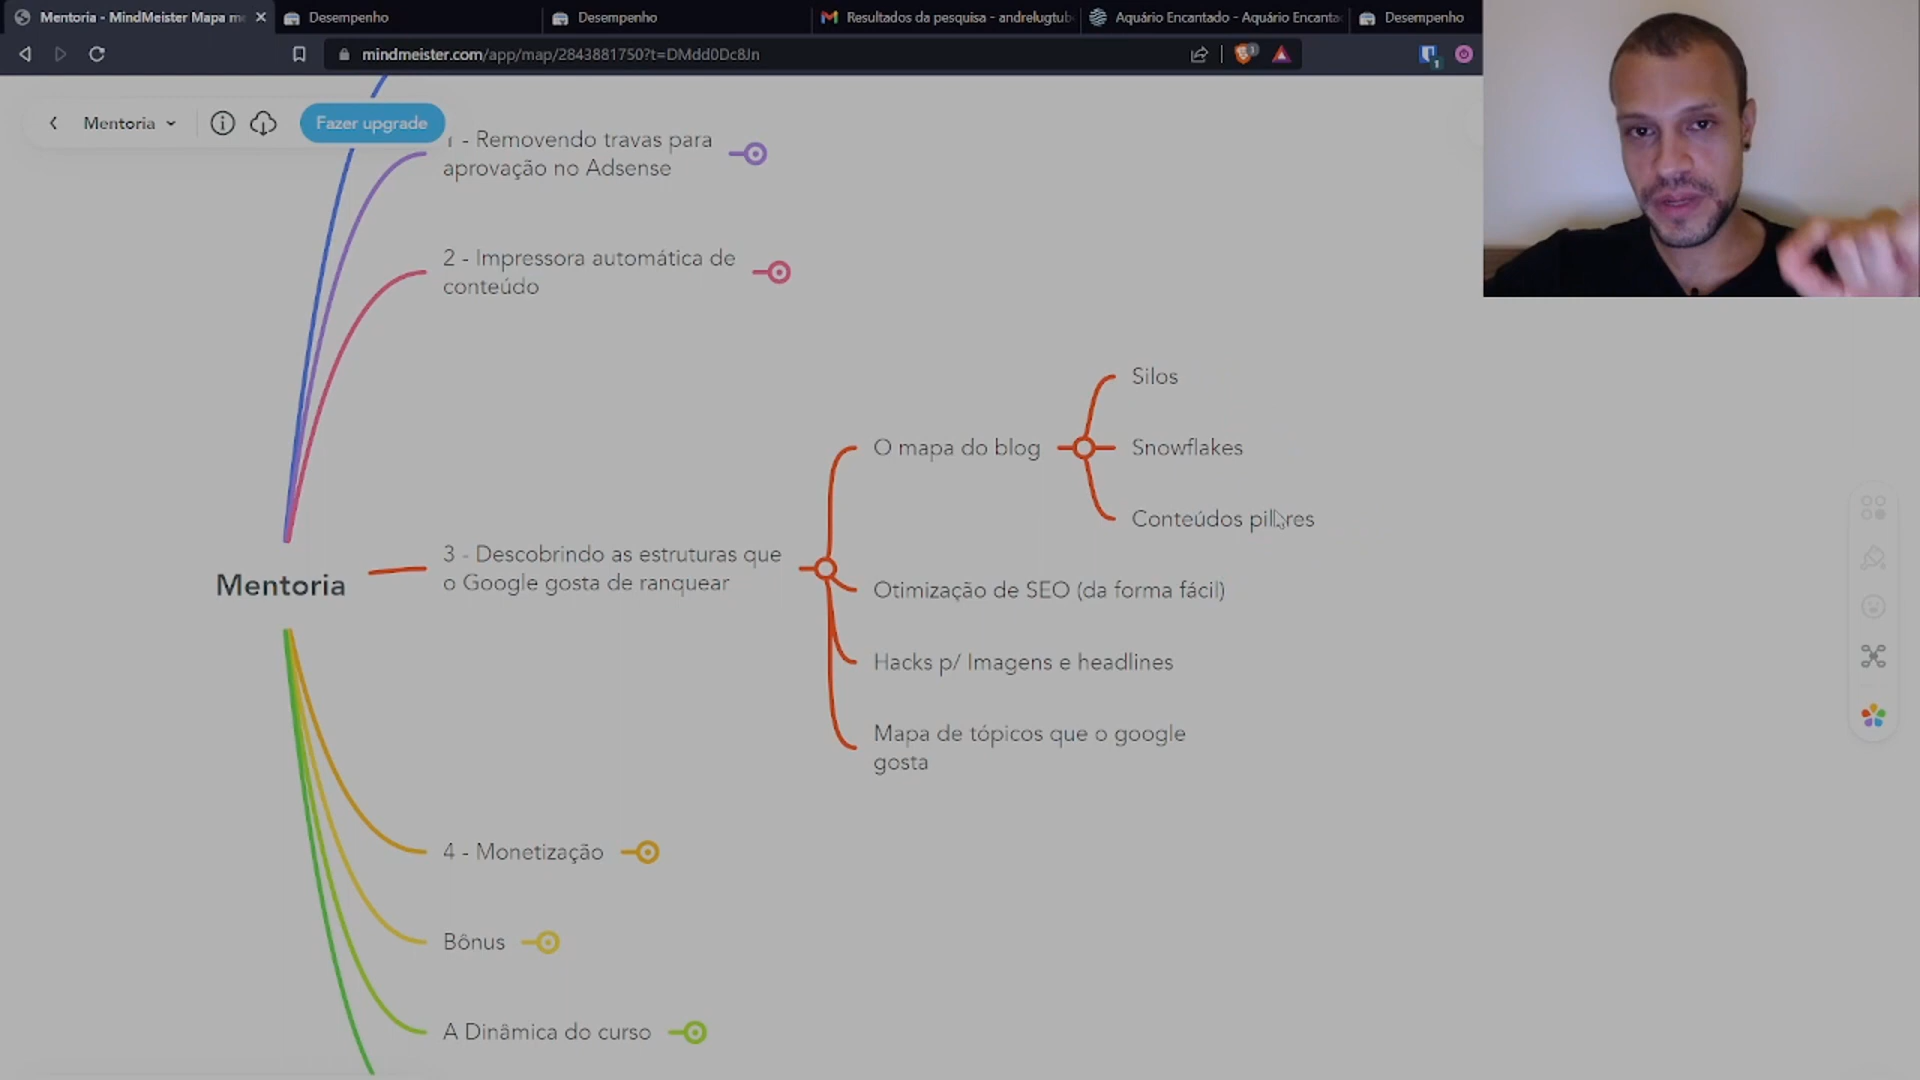 Mentoria - MindMeister Mapa me
Desempenho
Desempenho
Resultados da pesquisa - andrelugtub
Aquário Encantado - Aquário Encanta
Desempenho
mindmeister.com/app/map/2843881750?t=DMdd0Dc8Jn
1
1
Mentoria
Fazer upgrade
1 - Removendo travas para
aprovação no Adsense
2 - Impressora automática de
conteúdo
Silos
O mapa do blog
Snowflakes
Conteúdos pilares
3 - Descobrindo as estruturas que
o Google gosta de ranquear
Mentoria
Otimização de SEO (da forma fácil)
Hacks p/ Imagens e headlines
Mapa de tópicos que o google
gosta
4 - Monetização
Bônus
A Dinâmica do curso